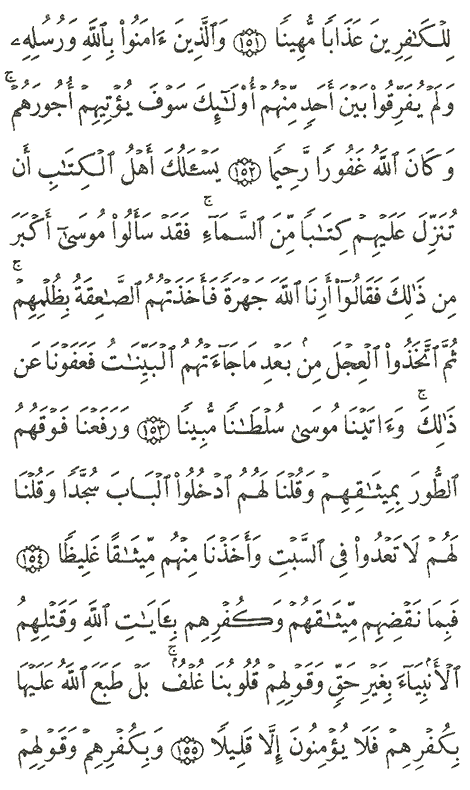 لِلْكَـٰفِرِينَ عَذَابًا مُّهِينًا ١٥١ وَٱلَّذِينَ ءَامَنُوا۟ بِٱللَّهِ وَرُسُلِهِۦ
وَلَمْ يُفَرِّقُوا۟ بَيْنَ أَحَدٍ مِّنْهُمْ أُو۟لَـٰٓئِكَ سَوْفَ يُؤْتِيهِمْ أُجُورَهُمْ ۚ
وَكَانَ ٱللَّهُ غَفُورًا رَّحِيمًا ١٥٢ يَسْـَٔلُكَ أَهْلُ ٱلْكِتَـٰبِ أَن
تُنَزِّلَ عَلَيْهِمْ كِتَـٰبًا مِّنَ ٱلسَّمَآءِ ۚ فَقَدْ سَأَلُوا۟ مُوسَىٰٓ أَكْبَرَ
مِن ذَٰلِكَ فَقَالُوٓا۟ أَرِنَا ٱللَّهَ جَهْرَةً فَأَخَذَتْهُمُ ٱلصَّـٰعِقَةُ بِظُلْمِهِمْ ۚ
ثُمَّ ٱتَّخَذُوا۟ ٱلْعِجْلَ مِنۢ بَعْدِ مَا جَآءَتْهُمُ ٱلْبَيِّنَـٰتُ فَعَفَوْنَا عَن
ذَٰلِكَ ۚ وَءَاتَيْنَا مُوسَىٰ سُلْطَـٰنًا مُّبِينًا ١٥٣ وَرَفَعْنَا فَوْقَهُمُ
ٱلطُّورَ بِمِيثَـٰقِهِمْ وَقُلْنَا لَهُمُ ٱدْخُلُوا۟ ٱلْبَابَ سُجَّدًا وَقُلْنَا
لَهُمْ لَا تَعْدُوا۟ فِى ٱلسَّبْتِ وَأَخَذْنَا مِنْهُم مِّيثَـٰقًا غَلِيظًا ١٥٤
فَبِمَا نَقْضِهِم مِّيثَـٰقَهُمْ وَكُفْرِهِم بِـَٔايَـٰتِ ٱللَّهِ وَقَتْلِهِمُ
ٱلْأَنۢبِيَآءَ بِغَيْرِ حَقٍّ وَقَوْلِهِمْ قُلُوبُنَا غُلْفٌۢ ۚ بَلْ طَبَعَ ٱللَّهُ عَلَيْهَا
بِكُفْرِهِمْ فَلَا يُؤْمِنُونَ إِلَّا قَلِيلًا ١٥٥ وَبِكُفْرِهِمْ وَقَوْلِهِمْ